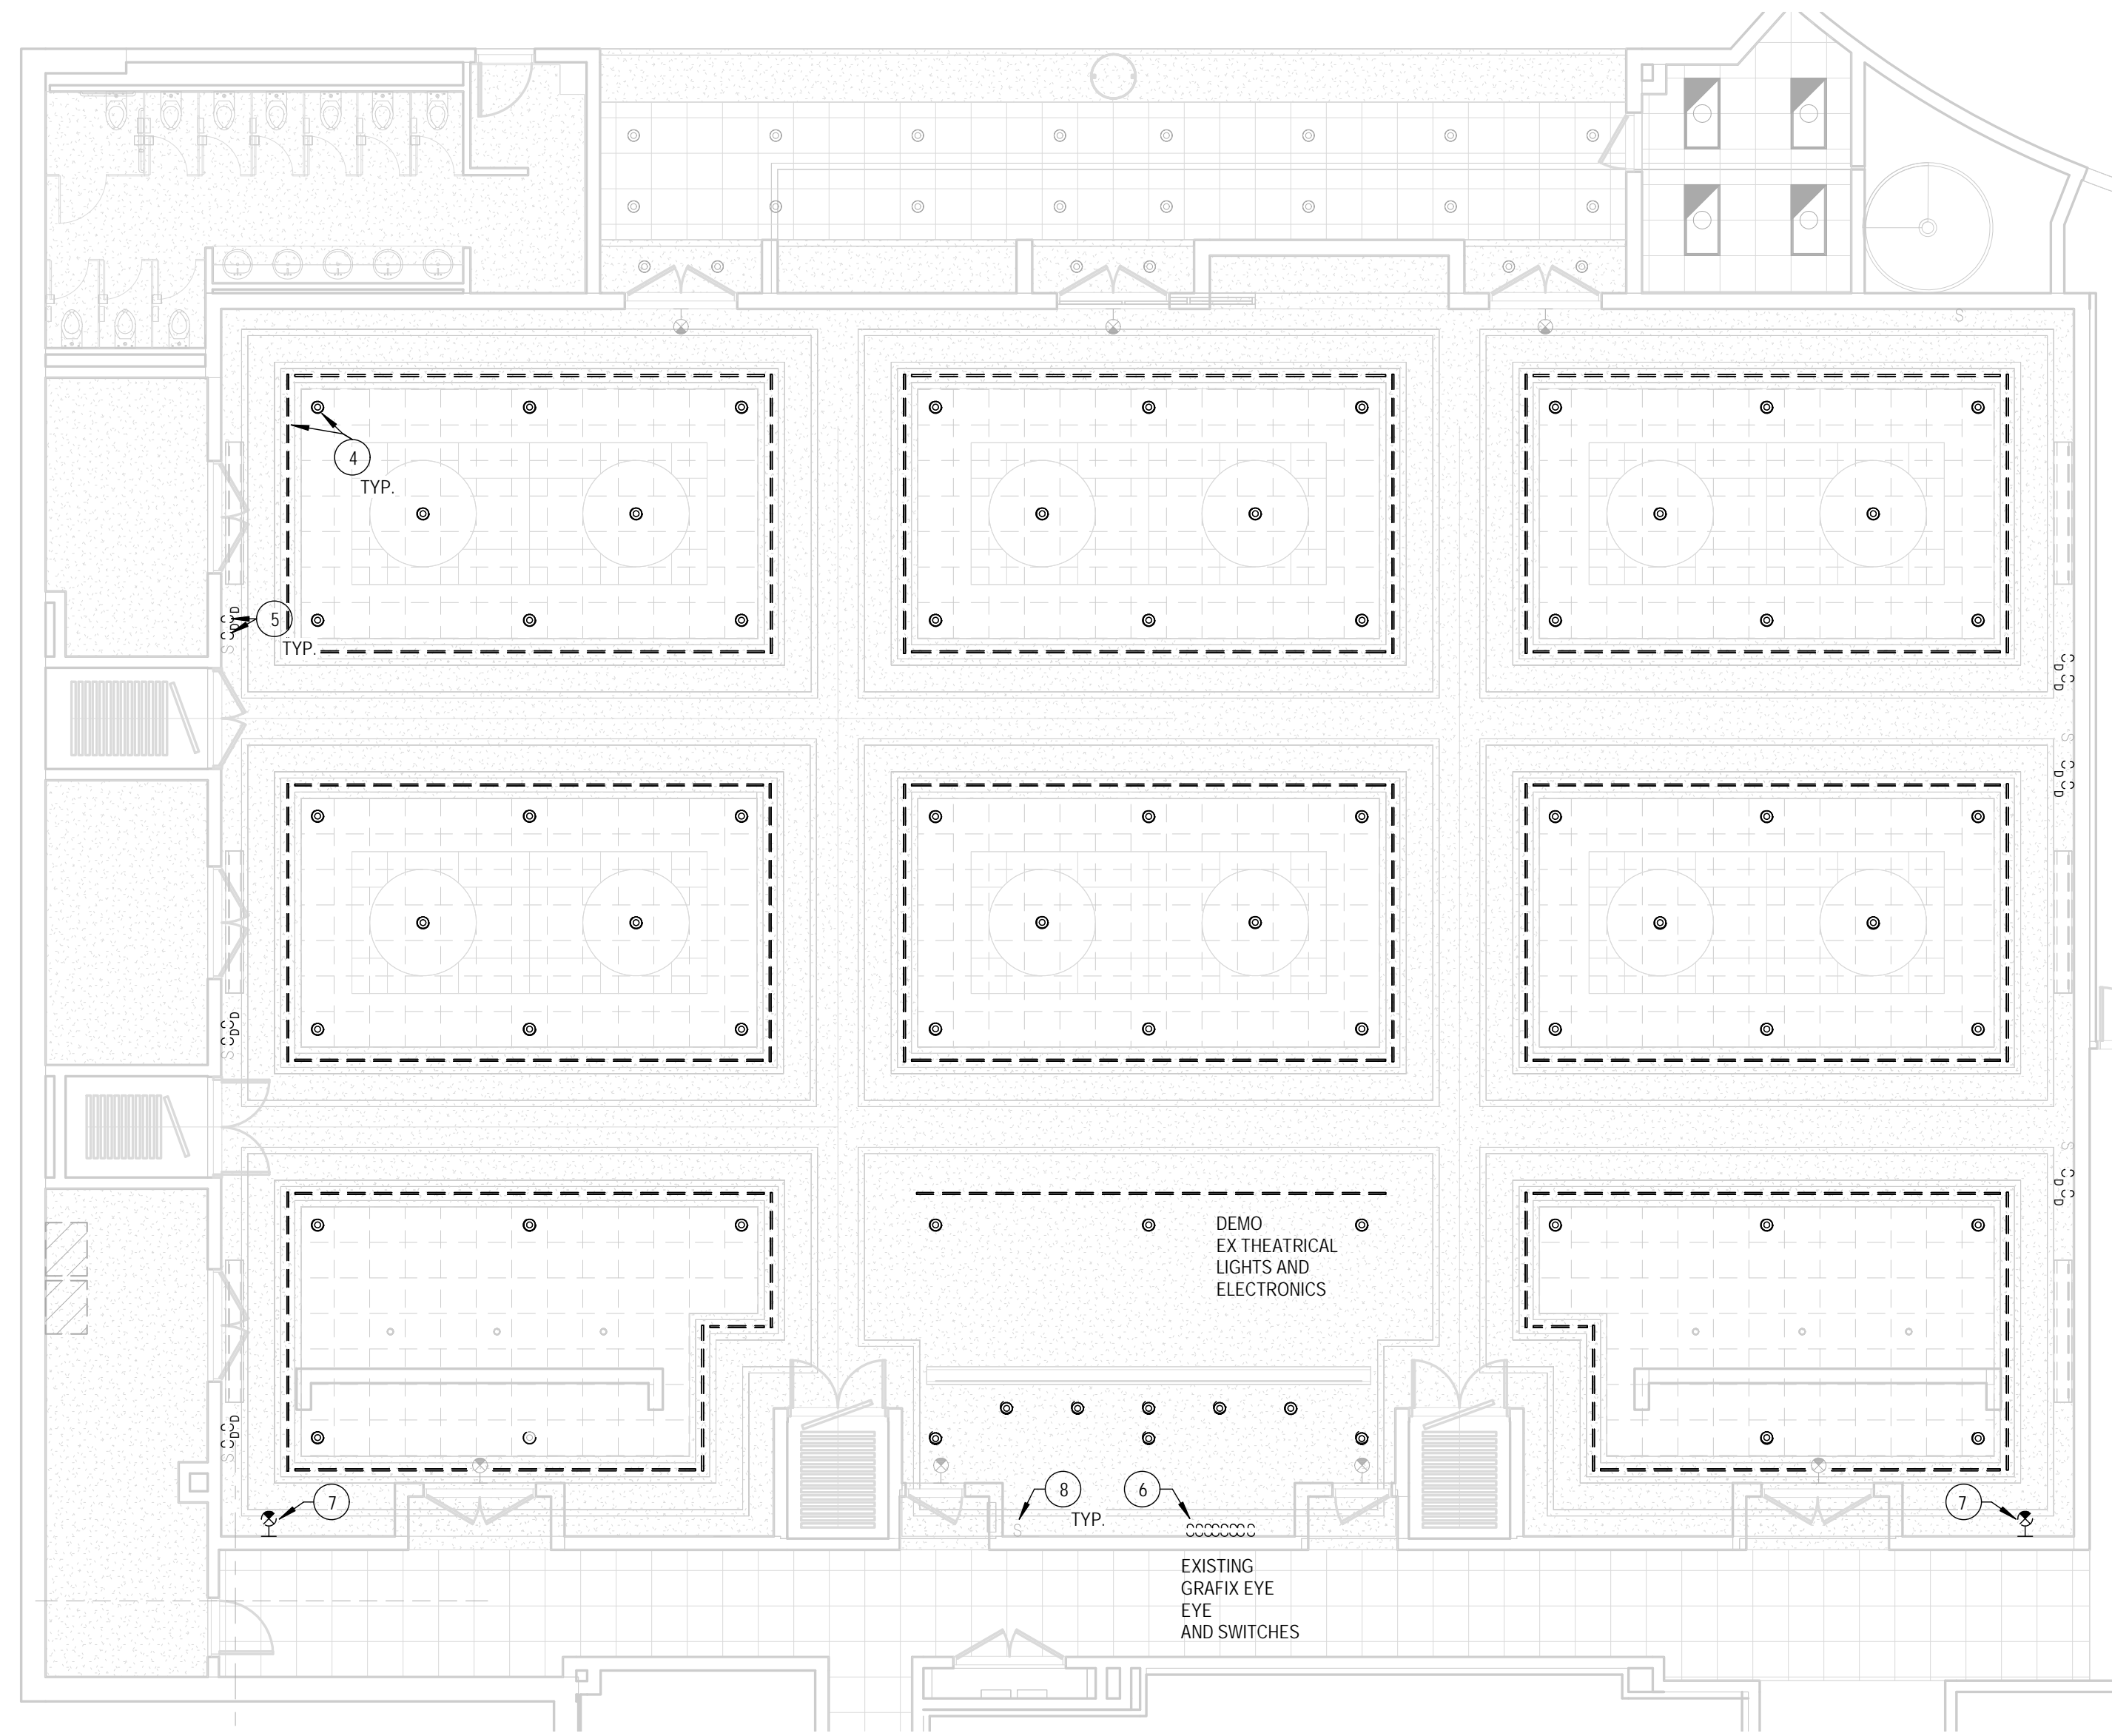 S
4
TYP.
5
TYP.
S
S
S
S
DEMO
EX THEATRICAL
LIGHTS AND
ELECTRONICS
S
7
8
TYP.
6
7
S
EXISTING
GRAFIX EYE
EYE
AND SWITCHES